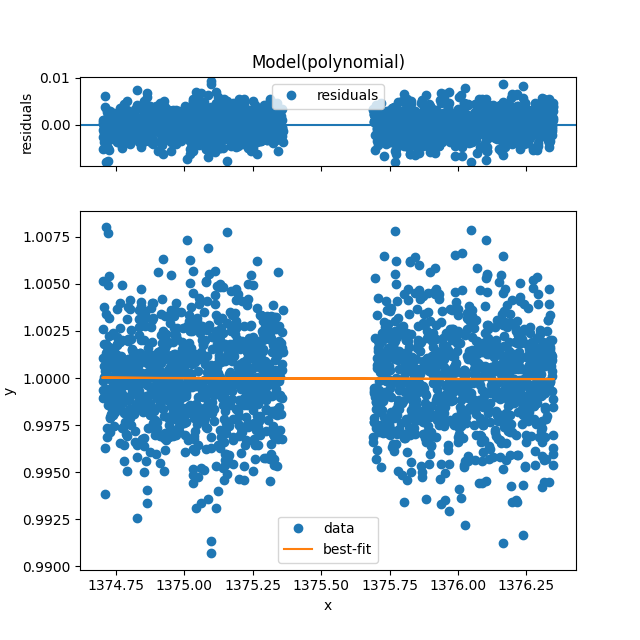 Model(polynomial)
0.01
0.00
residuals
residuals
1.0075
1.0050
1.0025
1.0000
0.9975
0.9950
0.9925
0.9900
y
data
best-fit
1374.75 1375.00 1375.25 1375.50 1375.75 1376.00 1376.25
x